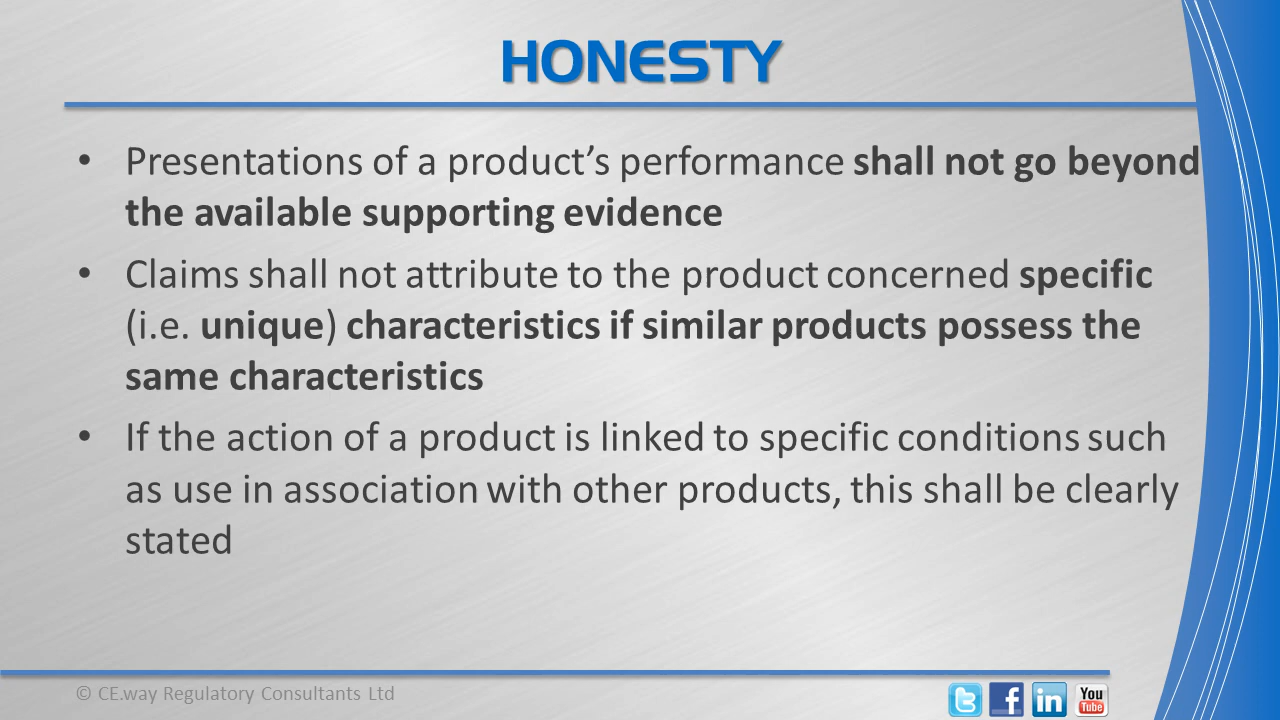 HONESTY
• Presentations of a product’s performance shall not go beyond
the available supporting evidence
• Claims shall not attribute to the product concerned specific
(i.e. unique) characteristics if similar products possess the
same characteristics
• If the action of a product is linked to specific conditions such
as use in association with other products, this shall be clearly
stated
© CE.way Regulatory Consultants Ltd
t f in You
Tube